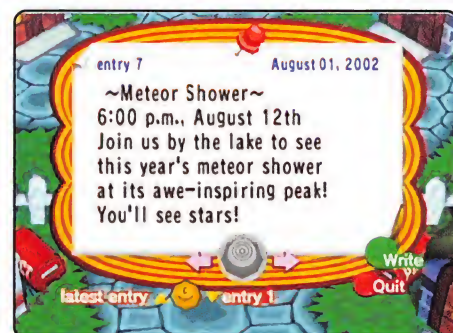 entry 7 August 01, 2002
~Meteor Shower~
6:00 p.m., August 12th
Join us by the lake to see
this year's meteor shower
at its awe-inspiring peak!
You'll see stars!
Write
Quit
latest entry entry 1